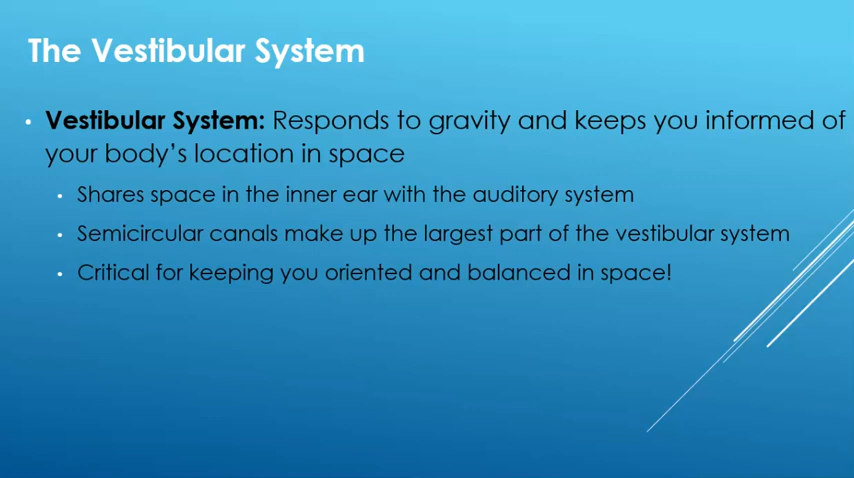 The Vestibular System
• Vestibular System: Responds to gravity and keeps you informed of
your body’s location in space
• Shares space in the inner ear with the auditory system
• Semicircular canals make up the largest part of the vestibular system
• Critical for keeping you oriented and balanced in space!